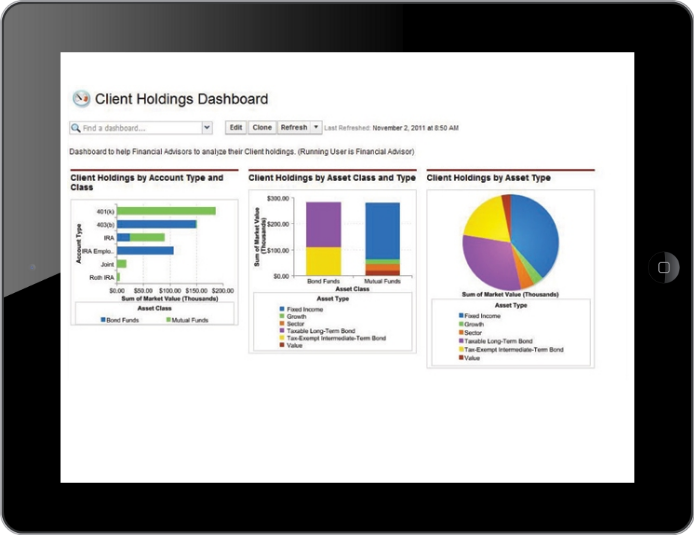 Client Holdings Dashboard
Find a dashboard...
Edit Clone Refresh Last Refreshed: November 2, 2011 at 8:50 AM
Dashboard to help Financial Advisors to analyze their Client holdings. (Running User is Financial Advisor)
Client Holdings by Account Type and
Class
Account Type
401(k)
403(b)
IRA
IRA Emplo..
Joint
Roth IRA
$0.00 $50.00 $100.00 $150.00 $200.00
Sum of Market Value (Thousands)
Asset Class
Bond Funds Mutual Funds
Client Holdings by Asset Class and Type
Sum of Market Value
(Thousands)
$300.00
$200.00
$100.00
$0.00
Bond Funds Mutual Funds
Asset Class
Asset Type
Fixed Income
Growth
Sector
Taxable Long-Term Bond
Tax-Exempt Intermediate-Term Bond
Value
Client Holdings by Asset Type
Sum of Market Value (Thousands)
Asset Type
Fixed Income
Growth
Sector
Taxable Long-Term Bond
Tax-Exempt Intermediate-Term Bond
Value